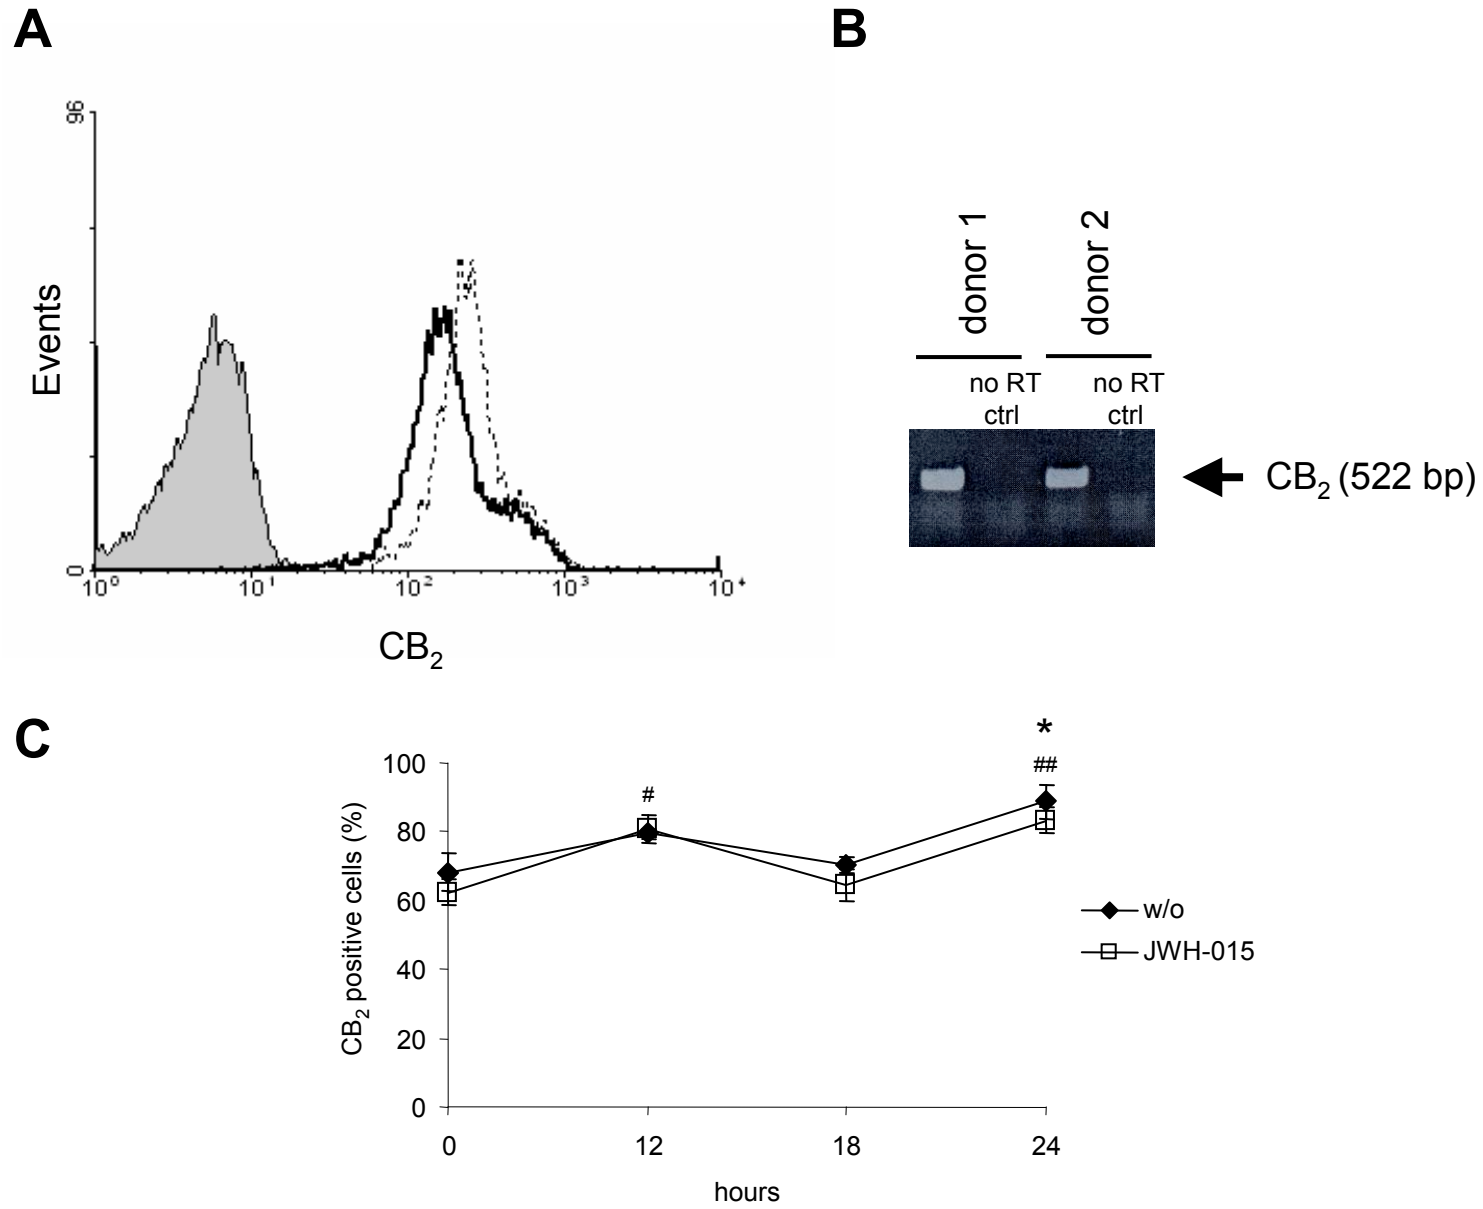 A
96
Events
0
10⁰ 10¹ 10² 10³ 10⁴
CB₂
B
donor 1
donor 2
no RT ctrl
no RT ctrl
CB₂ (522 bp)
C
*
##
#
100
80
60
40
20
0
CB₂ positive cells (%)
0 12 18 24
hours
w/o
JWH-015